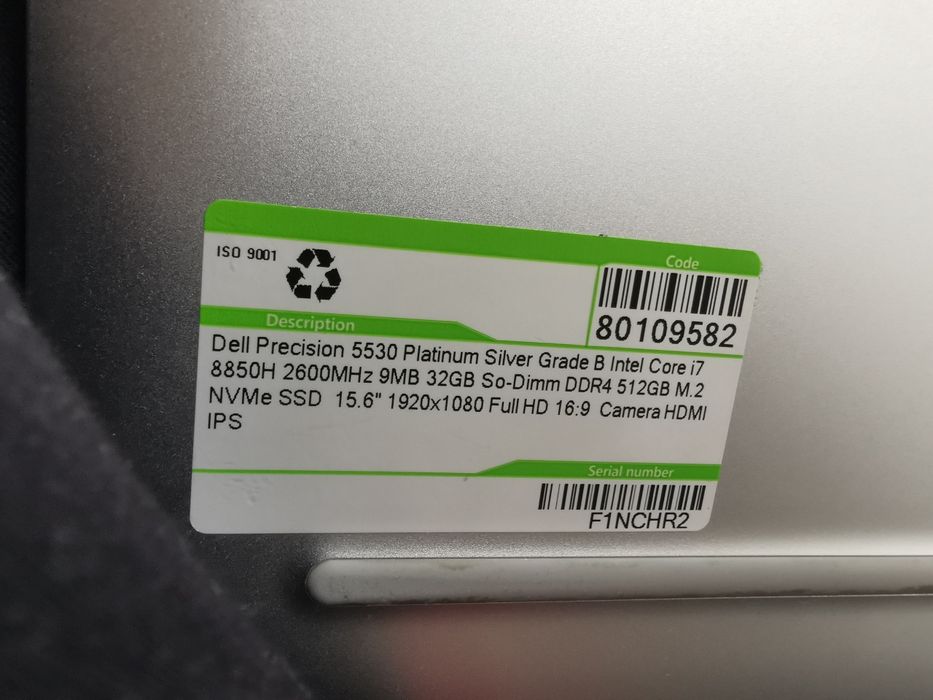 ISO 9001
Code
80109582
Description
Dell Precision 5530 Platinum Silver Grade B Intel Core i7
8850H 2600MHz 9MB 32GB So-Dimm DDR4 512GB M.2
NVMe SSD 15.6" 1920x1080 Full HD 16:9 Camera HDMI
IPS
Serial number
F1NCHR2